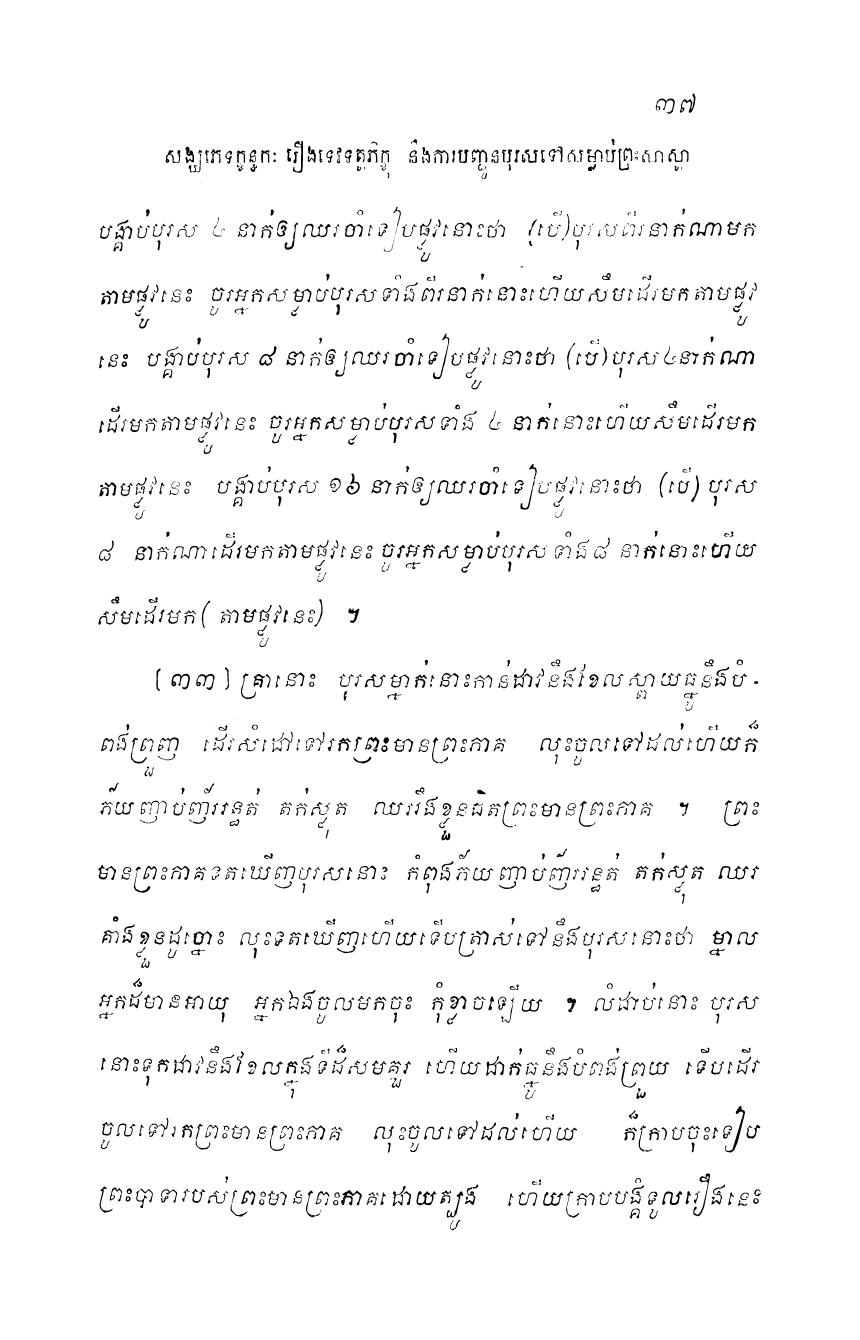 ៣៧
សង្ឃភេទក្ខន្ធកៈ រឿងទេវទត្តភិក្ខុ និងការបញ្ជូនបុរសទៅសម្លាប់ព្រះសាស្ដា
បង្គាប់បុរស ៤ នាក់ឲ្យឈរចាំទៀបផ្លូវនោះថា (បើ)បុរសពីរនាក់ណាមក
តាមផ្លូវនេះ ចូរអ្នកសម្លាប់បុរសទាំងពីរនាក់នោះហើយសឹមដើរមកតាមផ្លូវ
នេះ បង្គាប់បុរស ៨ នាក់ឲ្យឈរចាំទៀបផ្លូវនោះថា (បើ)បុរស៤នាក់ណា
ដើរមកតាមផ្លូវនេះ ចូរអ្នកសម្លាប់បុរសទាំង ៤ នាក់នោះហើយសឹមដើរមក
តាមផ្លូវនេះ បង្គាប់បុរស ១៦ នាក់ឲ្យឈរចាំទៀបផ្លូវនោះថា (បើ) បុរស
៨ នាក់ណាដើរមកតាមផ្លូវនេះ ចូរអ្នកសម្លាប់បុរសទាំង៨ នាក់នោះហើយ
សឹមដើរមក( តាមផ្លូវនេះ) ។
[៣៣] គ្រានោះ បុរសម្នាក់នោះកាន់ដាវនឹងខែលស្ពាយធ្នូនឹងបំ-
ពង់ព្រួញ ដើរសំដៅទៅរកព្រះមានព្រះភាគ លុះចូលទៅដល់ហើយក៏
ភ័យញាប់ញ័ររន្ធត់ តក់ស្លុត ឈររឹងខ្លួនជិតព្រះមានព្រះភាគ ។ ព្រះ
មានព្រះភាគទតឃើញបុរសនោះ កំពុងភ័យញាប់ញ័ររន្ធត់ តក់ស្លុត ឈរ
គាំងខ្លួនដូច្នោះ លុះទតឃើញហើយទើបត្រាស់ទៅនឹងបុរសនោះថា ម្នាល
អ្នកដ៏មានអាយុ អ្នកឯងចូលមកចុះ កុំខ្លាចឡើយ ។ លំដាប់នោះ បុរស
នោះទុកដាវនឹងខែលក្នុងទីដ៏សមគួរ ហើយដាក់ធ្នូនឹងបំពង់ព្រួយ ទើបដើរ
ចូលទៅរកព្រះមានព្រះភាគ លុះចូលទៅដល់ហើយ ក៏ក្រាបចុះទៀប
ព្រះបាទារបស់ព្រះមានព្រះភាគដោយត្បូង ហើយក្រាបបង្គំទូលរឿងនេះ